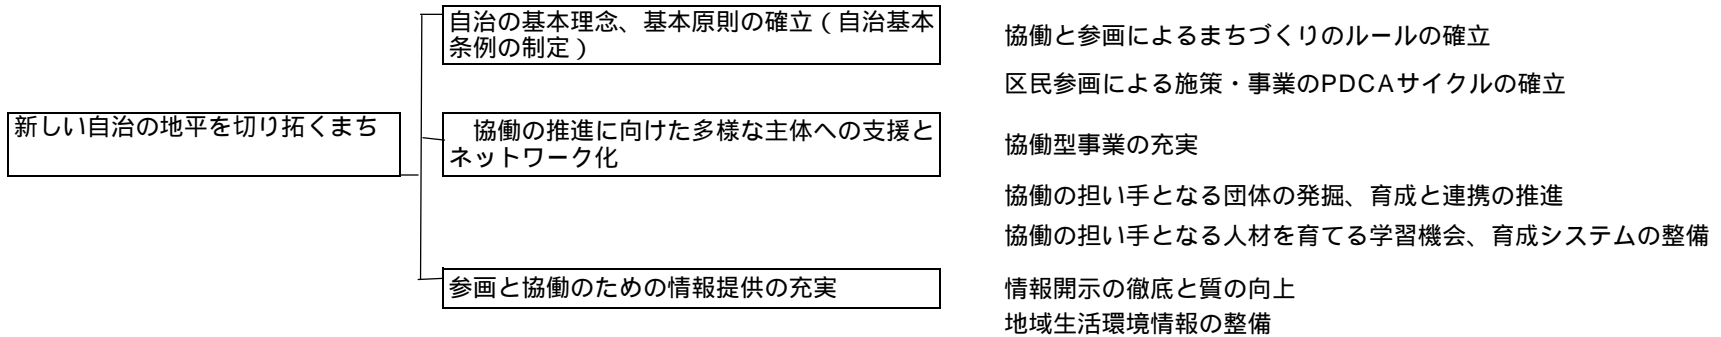 自治の基本理念、基本原則の確立（自治基本
条例の制定）
協働と参画によるまちづくりのルールの確立
区民参画による施策・事業のPDCAサイクルの確立
新しい自治の地平を切り拓くまち
協働の推進に向けた多様な主体への支援と
ネットワーク化
協働型事業の充実
協働の担い手となる団体の発掘、育成と連携の推進
協働の担い手となる人材を育てる学習機会、育成システムの整備
参画と協働のための情報提供の充実
情報開示の徹底と質の向上
地域生活環境情報の整備